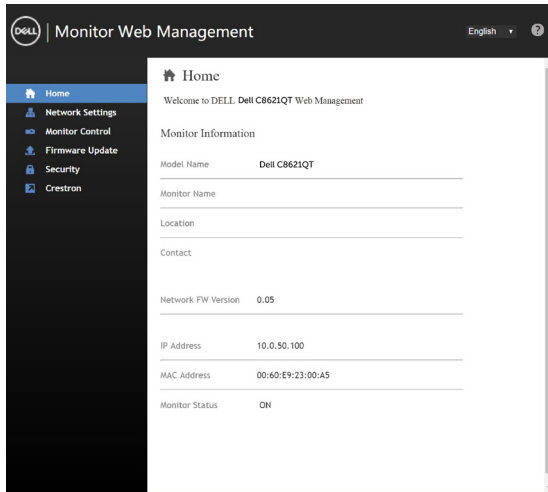 DELL | Monitor Web Management
English ▼ ?
Home
Network Settings
Monitor Control
Firmware Update
Security
Crestron
Home
Welcome to DELL Dell C8621QT Web Management
Monitor Information
Model Name Dell C8621QT
Monitor Name
Location
Contact
Network FW Version 0.05
IP Address 10.0.50.100
MAC Address 00:60:E9:23:00:A5
Monitor Status ON